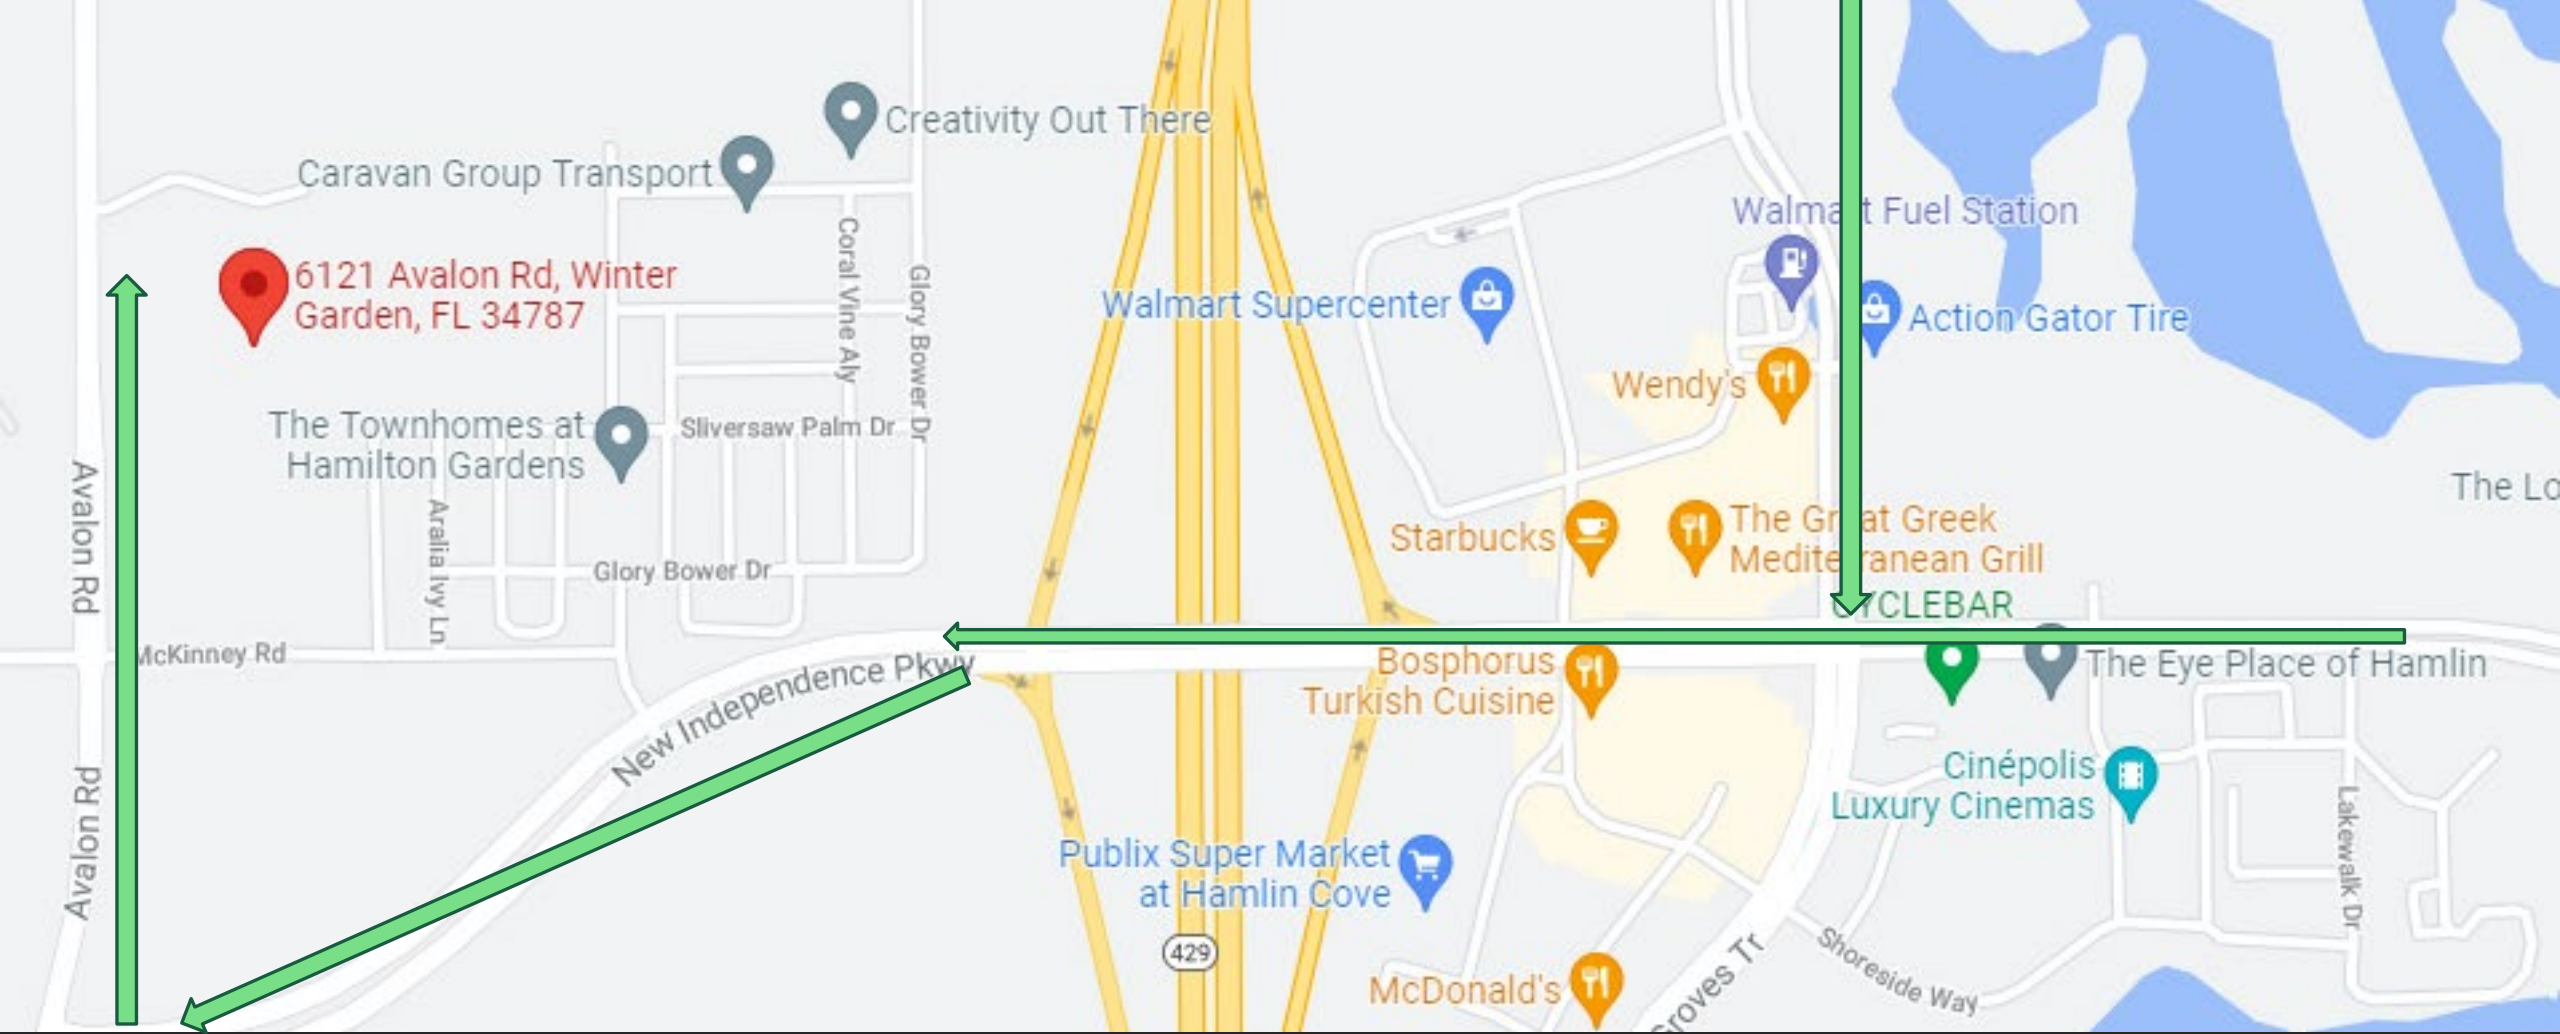 Creativity Out There
Caravan Group Transport
Walmart Fuel Station
6121 Avalon Rd, Winter
Garden, FL 34787
Coral Vine Aly
Glory Bower Dr
Walmart Supercenter
Action Gator Tire
Wendy's
The Townhomes at
Hamilton Gardens
Sliversaw Palm Dr
Avalon Rd
Aralia Ivy Ln
The Lo
Starbucks
The Great Greek
Mediterranean Grill
Glory Bower Dr
CYCLEBAR
McKinney Rd
New Independence Pkwy
Bosphorus
Turkish Cuisine
The Eye Place of Hamlin
Avalon Rd
Cinépolis
Luxury Cinemas
Lakewalk Dr
Publix Super Market
at Hamlin Cove
429
McDonald's
Groves Tr
Shoreside Way